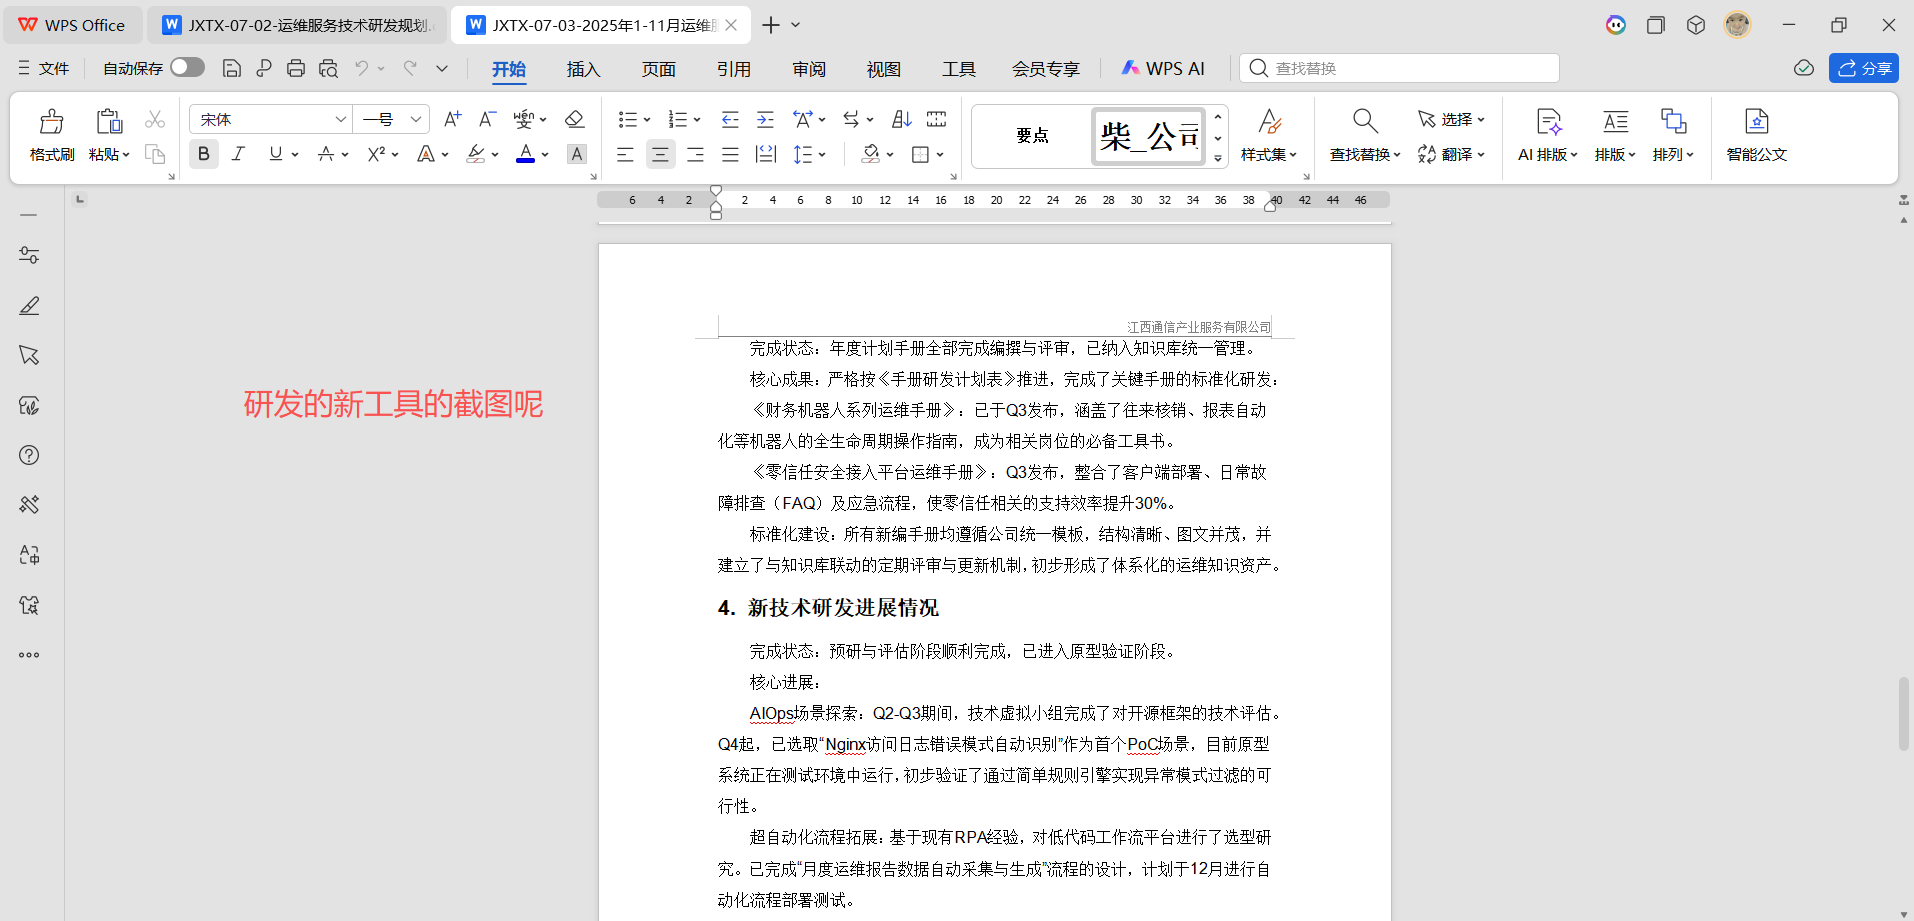 WPS Office
JXTX-07-02-运维服务技术研发规划.
JXTX-07-03-2025年1-11月运维服
文件
自动保存
开始
插入
页面
引用
审阅
视图
工具
会员专享
WPS AI
查找替换
分享
格式刷
粘贴
宋体
一号
要点
柴_公司
样式集
查找替换
选择
翻译
AI 排版
排版
排列
智能公文
6 4 2 2 4 6 8 10 12 14 16 18 20 22 24 26 28 30 32 34 36 38 40 42 44 46
江西通信产业服务有限公司
完成状态：年度计划手册全部完成编撰与评审，已纳入知识库统一管理。
核心成果：严格按《手册研发计划表》推进，完成了关键手册的标准化研发：
研发的新工具的截图呢
《财务机器人系列运维手册》：已于Q3发布，涵盖了往来核销、报表自动
化等机器人的全生命周期操作指南，成为相关岗位的必备工具书。
《零信任安全接入平台运维手册》：Q3发布，整合了客户端部署、日常故
障排查（FAQ）及应急流程，使零信任相关的支持效率提升30%。
标准化建设：所有新编手册均遵循公司统一模板，结构清晰、图文并茂，并
建立了与知识库联动的定期评审与更新机制，初步形成了体系化的运维知识资产。
4. 新技术研发进展情况
完成状态：预研与评估阶段顺利完成，已进入原型验证阶段。
核心进展：
AIOps场景探索：Q2-Q3期间，技术虚拟小组完成了对开源框架的技术评估。
Q4起，已选取“Nginx访问日志错误模式自动识别”作为首个PoC场景，目前原型
系统正在测试环境中运行，初步验证了通过简单规则引擎实现异常模式过滤的可
行性。
超自动化流程拓展：基于现有RPA经验，对低代码工作流平台进行了选型研
究。已完成“月度运维报告数据自动采集与生成”流程的设计，计划于12月进行自
动化流程部署测试。